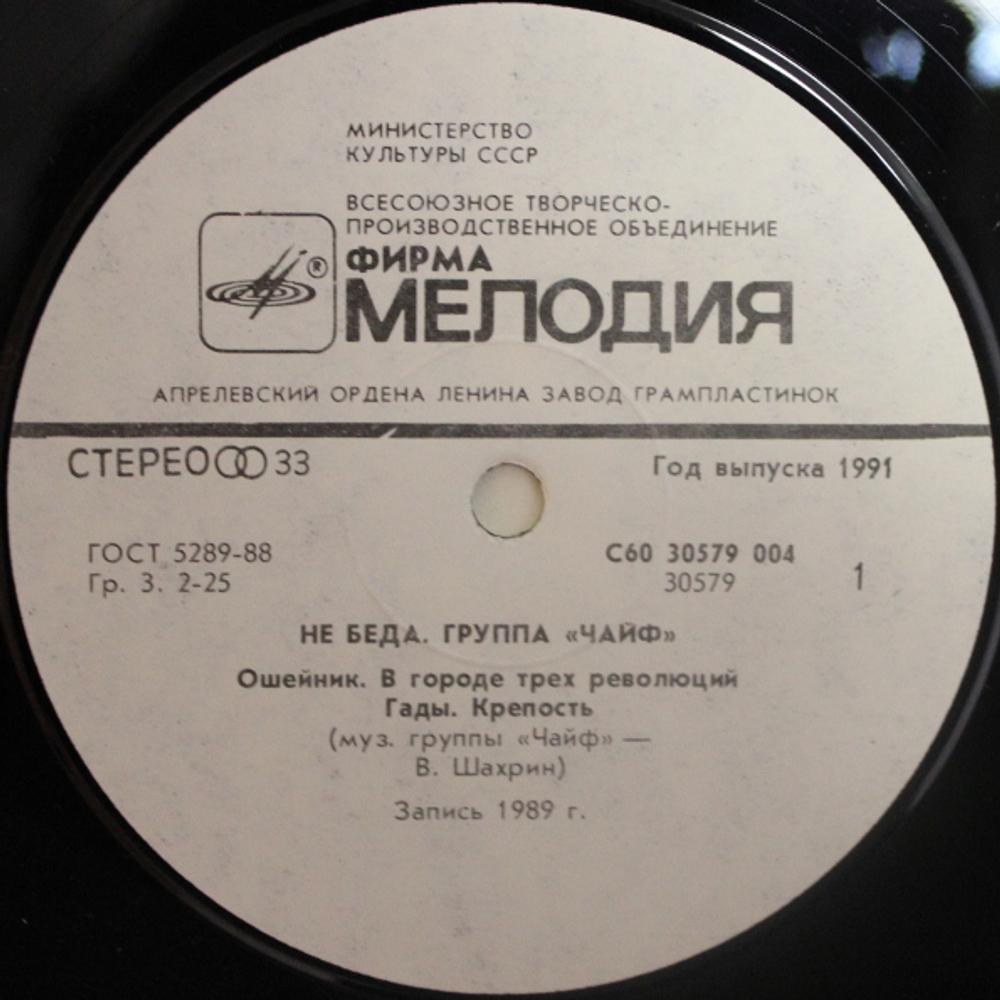 МИНИСТЕРСТВО
КУЛЬТУРЫ СССР
ВСЕСОЮЗНОЕ ТВОРЧЕСКО-
ПРОИЗВОДСТВЕННОЕ ОБЪЕДИНЕНИЕ
ФИРМА
®
МЕЛОДИЯ
АПРЕЛЕВСКИЙ ОРДЕНА ЛЕНИНА ЗАВОД ГРАМПЛАСТИНОК
СТЕРЕО 33
Год выпуска 1991
ГОСТ 5289-88
Гр. 3. 2-25
С60 30579 004
30579
1
НЕ БЕДА. ГРУППА «ЧАЙФ»
Ошейник. В городе трех революций
Гады. Крепость
(муз. группы «Чайф» —
В. Шахрин)
Запись 1989 г.